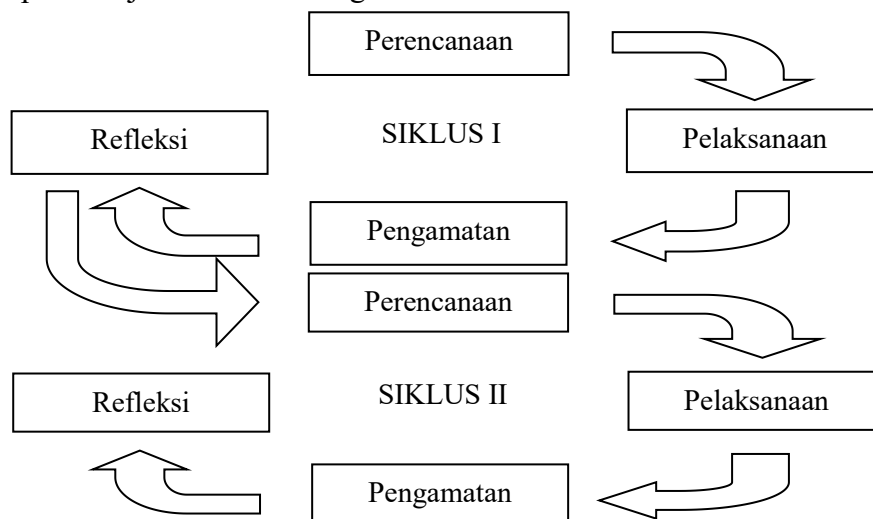 Perencanaan
Refleksi
SIKLUS I
Pelaksanaan
Pengamatan
Perencanaan
Refleksi
SIKLUS II
Pelaksanaan
Pengamatan